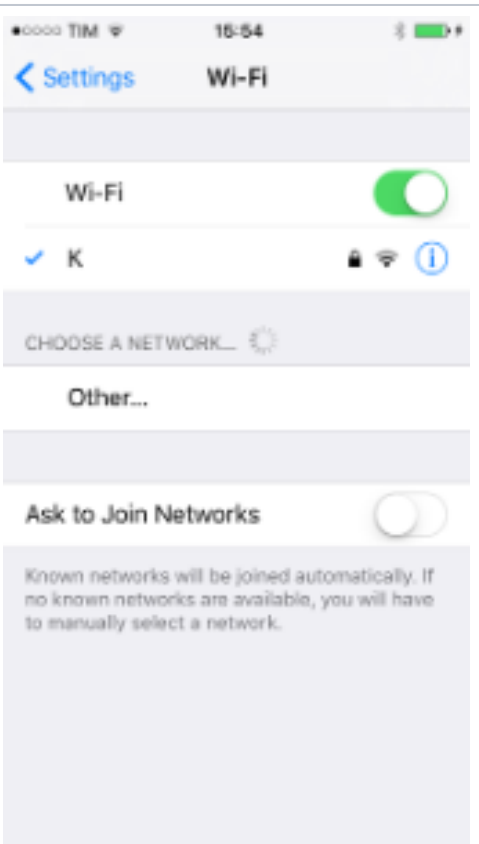 TIM 16:54
Settings Wi-Fi
Wi-Fi
K
CHOOSE A NETWORK...
Other...
Ask to Join Networks
Known networks will be joined automatically. If
no known networks are available, you will have
to manually select a network.